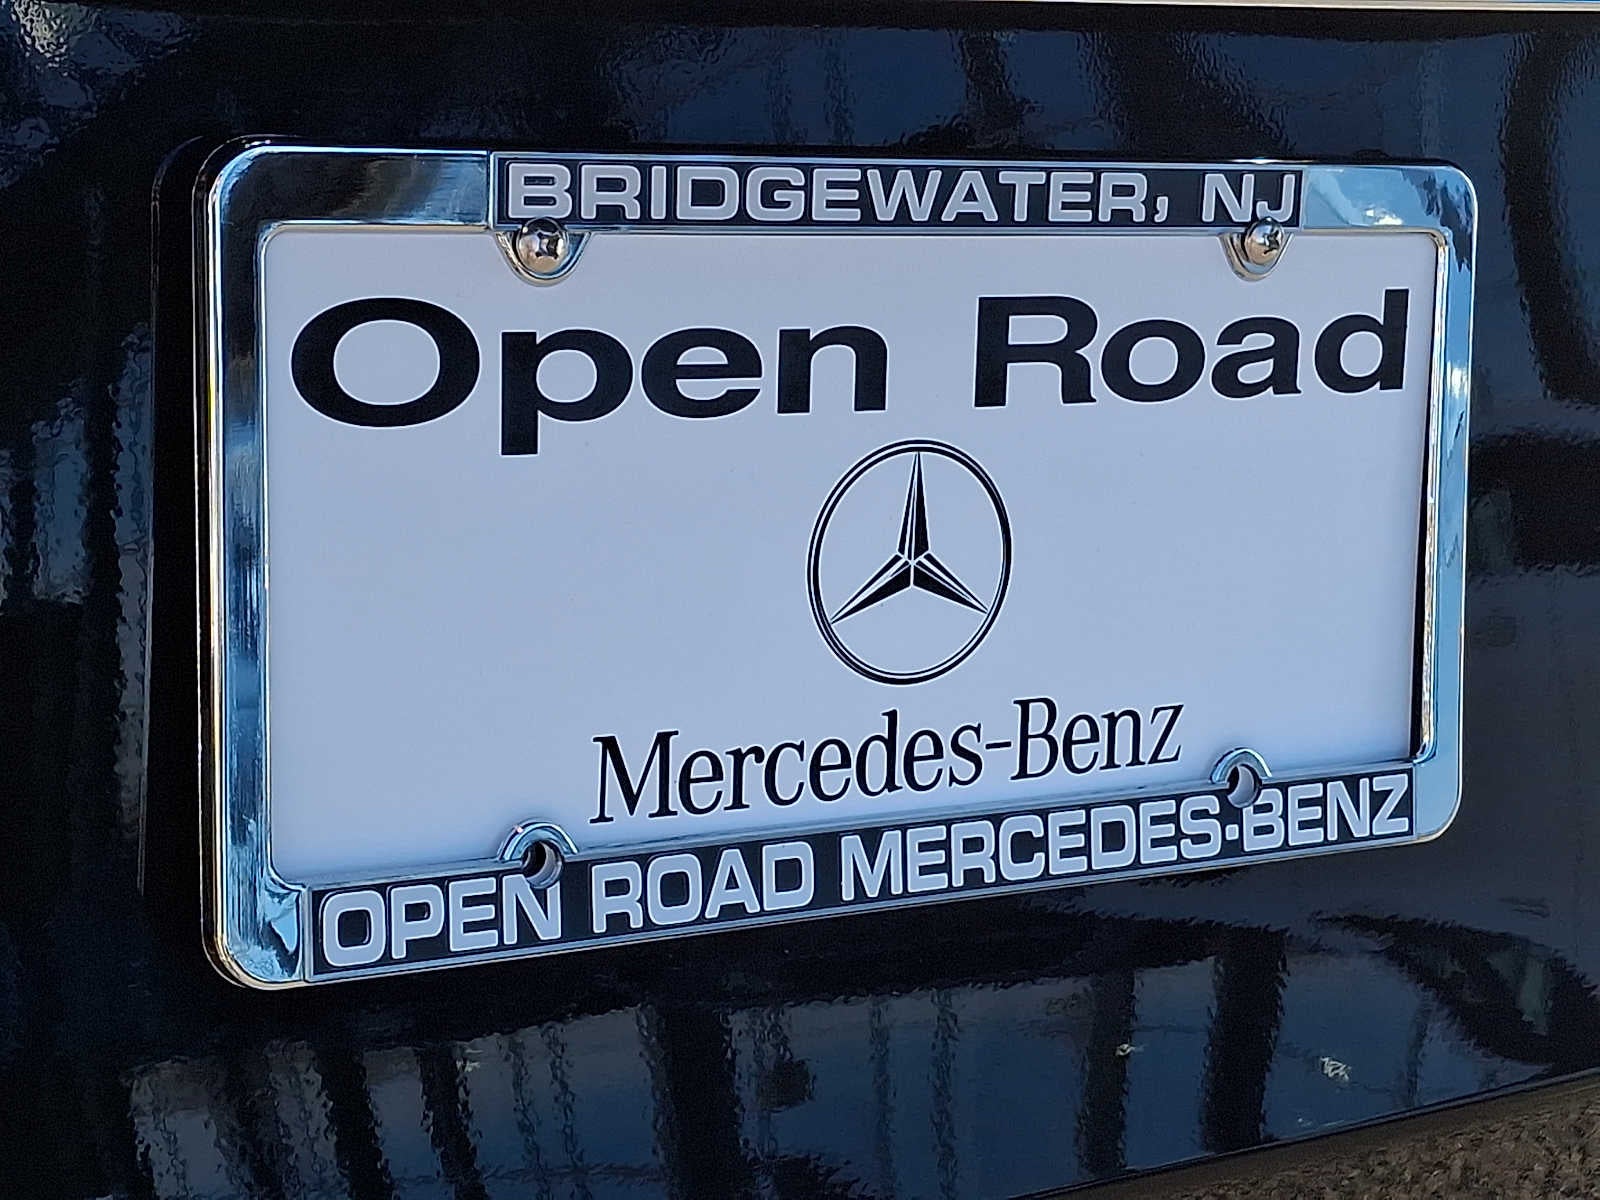 BRIDGEWATER, NJ
Open Road
Mercedes-Benz
OPEN ROAD MERCEDES-BENZ